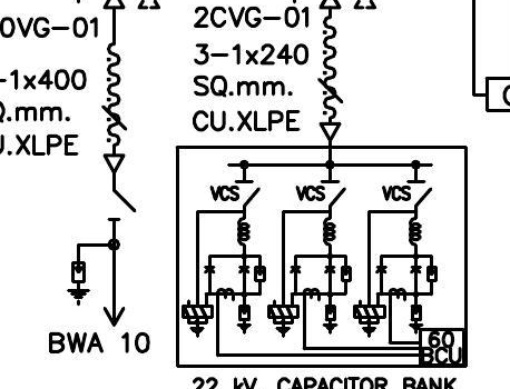 0VG-01
-1x400
Q.mm.
U.XLPE
2CVG-01
3-1x240
SQ.mm.
CU.XLPE
VCS
VCS
VCS
60
BCU
BWA 10
22 kV CAPACITOR BANK